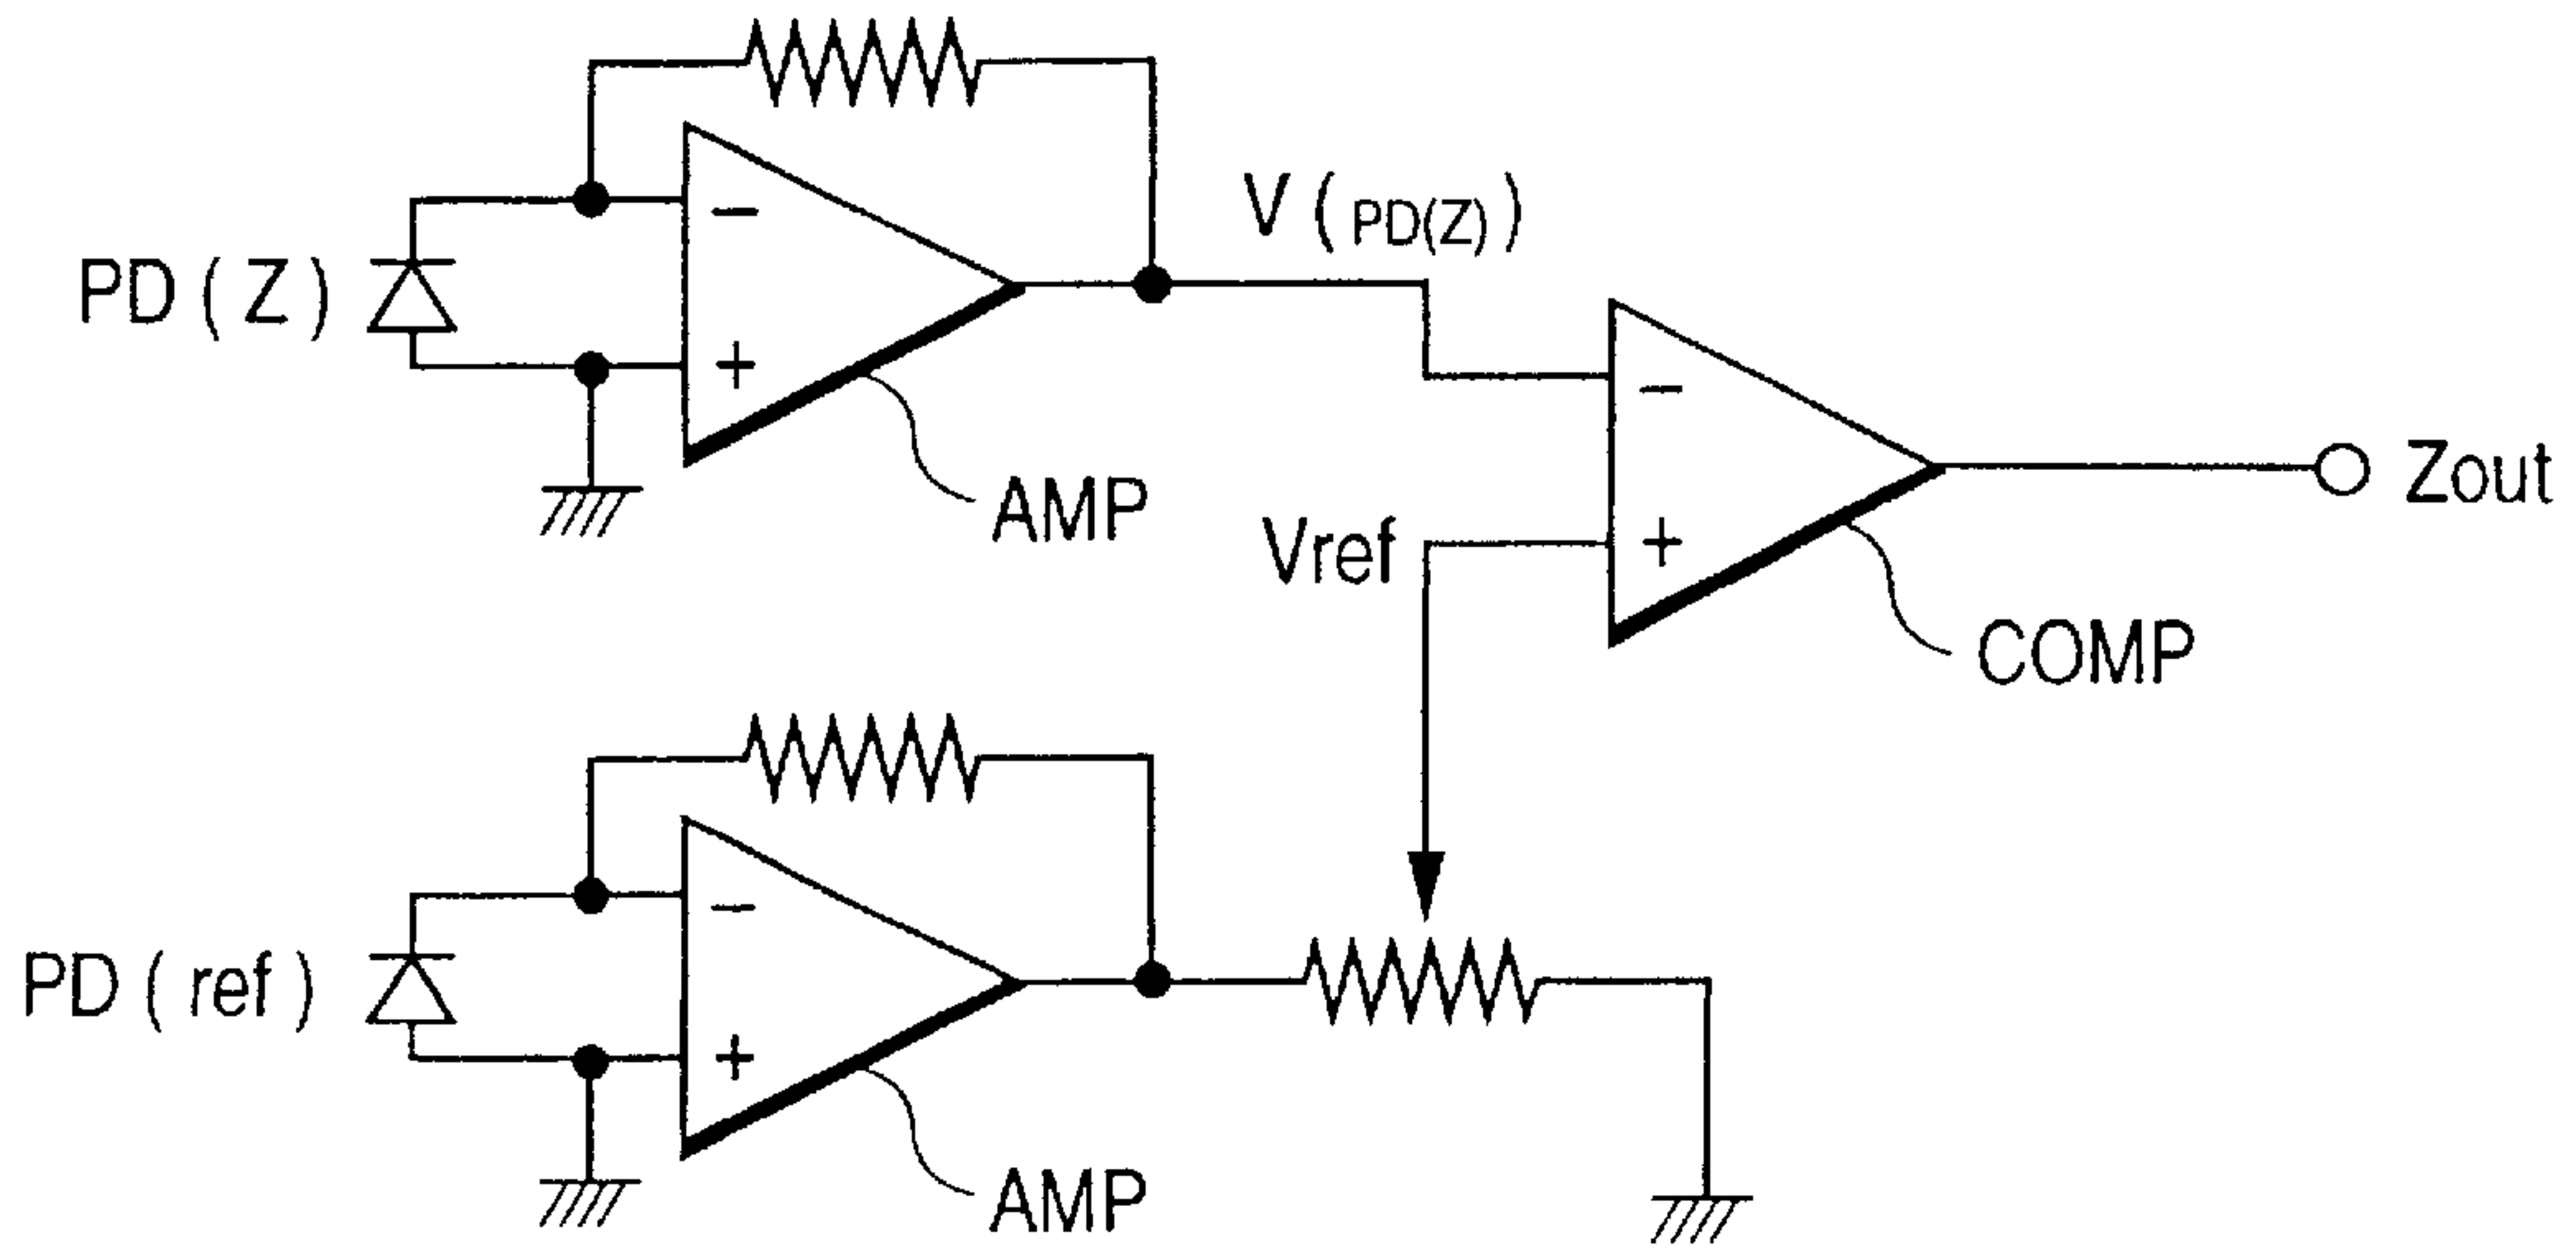 PD ( Z )
−
+
AMP
V ( PD(Z) )
−
+
Vref
COMP
Zout
PD ( ref )
−
+
AMP